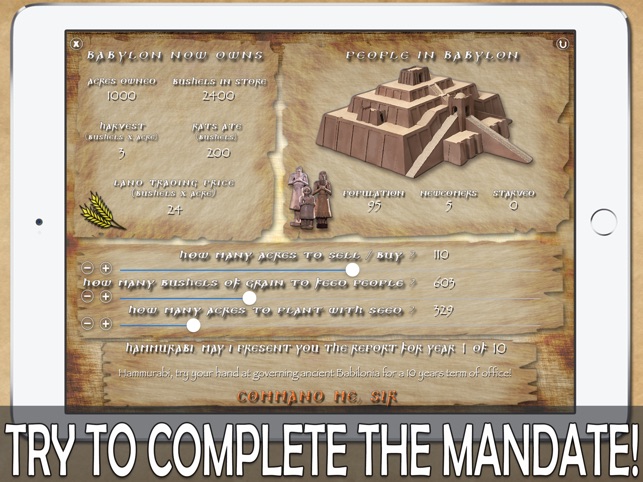 X
U
BABYLON NOW OWNS
PEOPLE IN BABYLON
ACRES OWNED BUSHELS IN STORE
1000 2400
HARVEST RATS ATE
(BUSHELS X ACRE) (BUSHELS)
3 200
LAND TRADING PRICE
(BUSHELS X ACRE)
24
POPULATION NEWCOMERS STARVED
95 5 0
HOW MANY ACRES TO SELL / BUY ? 110
HOW MANY BUSHELS OF GRAIN TO FEED PEOPLE ? 603
HOW MANY ACRES TO PLANT WITH SEED ? 329
HAMMURABI MAY I PRESENT YOU THE REPORT FOR YEAR 1 OF 10
Hammurabi, try your hand at governing ancient Babilonia for a 10 years term of office!
COMMAND ME, SIR
TRY TO COMPLETE THE MANDATE!